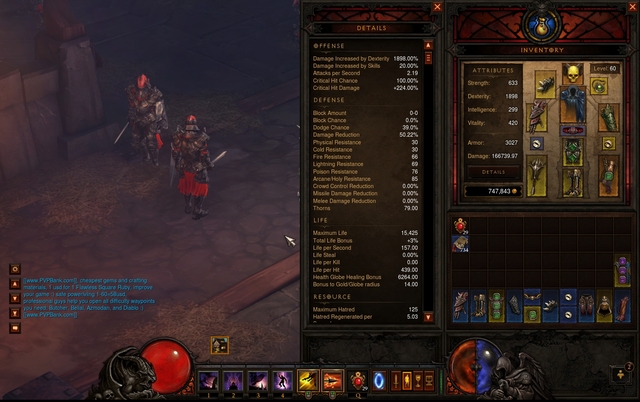 DETAILS
OFFENSE
Damage Increased by Dexterity 1898.00%
Damage Increased by Skills 20.00%
Attacks per Second 2.19
Critical Hit Chance 100.00%
Critical Hit Damage +224.00%
DEFENSE
Block Amount 0-0
Block Chance 0.0%
Dodge Chance 39.0%
Damage Reduction 50.22%
Physical Resistance 30
Cold Resistance 30
Fire Resistance 66
Lightning Resistance 69
Poison Resistance 76
Arcane/Holy Resistance 65
Crowd Control Reduction 0.00%
Missile Damage Reduction 0.00%
Melee Damage Reduction 0.00%
Thorns 79.00
LIFE
Maximum Life 15,425
Total Life Bonus +3%
Life per Second 157.00
Life Steal 0.00%
Life per Kill 0.00
Life per Hit 439.00
Health Globe Healing Bonus 6264.00
Bonus to Gold/Globe radius 14.00
RESOURCE
Maximum Hatred 125
Hatred Regenerated per 5.03
INVENTORY
Level: 60
ATTRIBUTES
Strength: 633
Dexterity: 1898
Intelligence: 299
Vitality: 420
Armor: 3027
Damage: 166739.97
DETAILS
747,843
29
734
1 2 3 4
Q